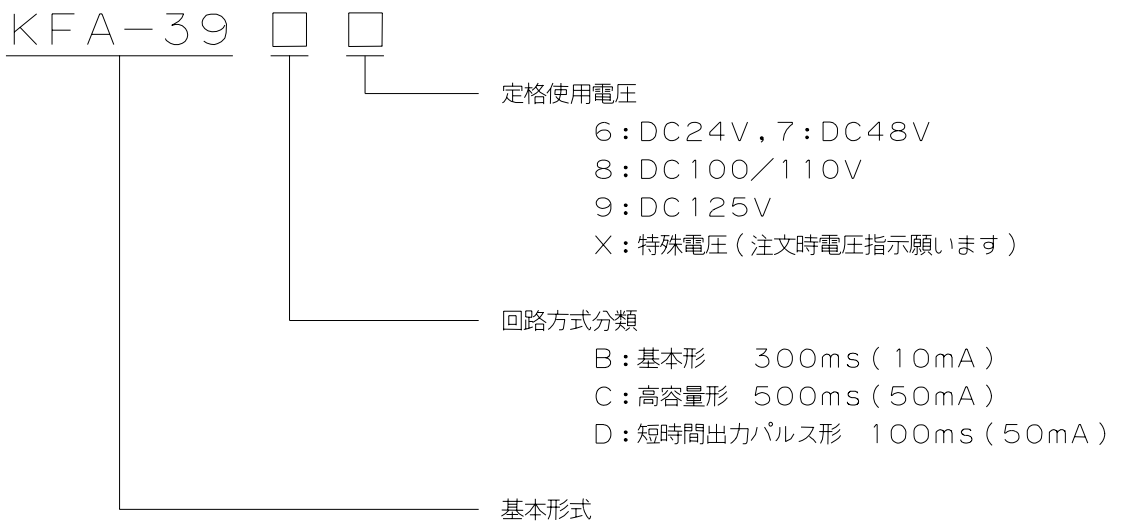 KFA－39 □ □
定格使用電圧
6：DC24V，7：DC48V
8：DC100／110V
9：DC125V
X：特殊電圧（注文時電圧指示願います）
回路方式分類
B：基本形　300ms（10mA）
C：高容量形　500ms（50mA）
D：短時間出力パルス形　100ms（50mA）
基本形式